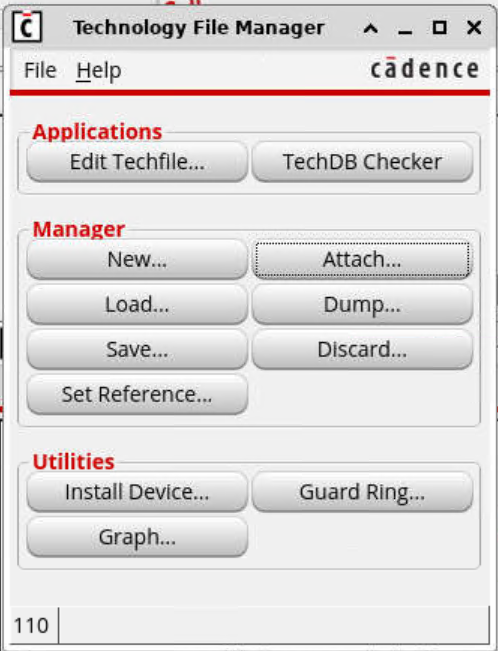 Technology File Manager
File Help cādence
Applications
Edit Techfile... TechDB Checker
Manager
New... Attach...
Load... Dump...
Save... Discard...
Set Reference...
Utilities
Install Device... Guard Ring...
Graph...
110